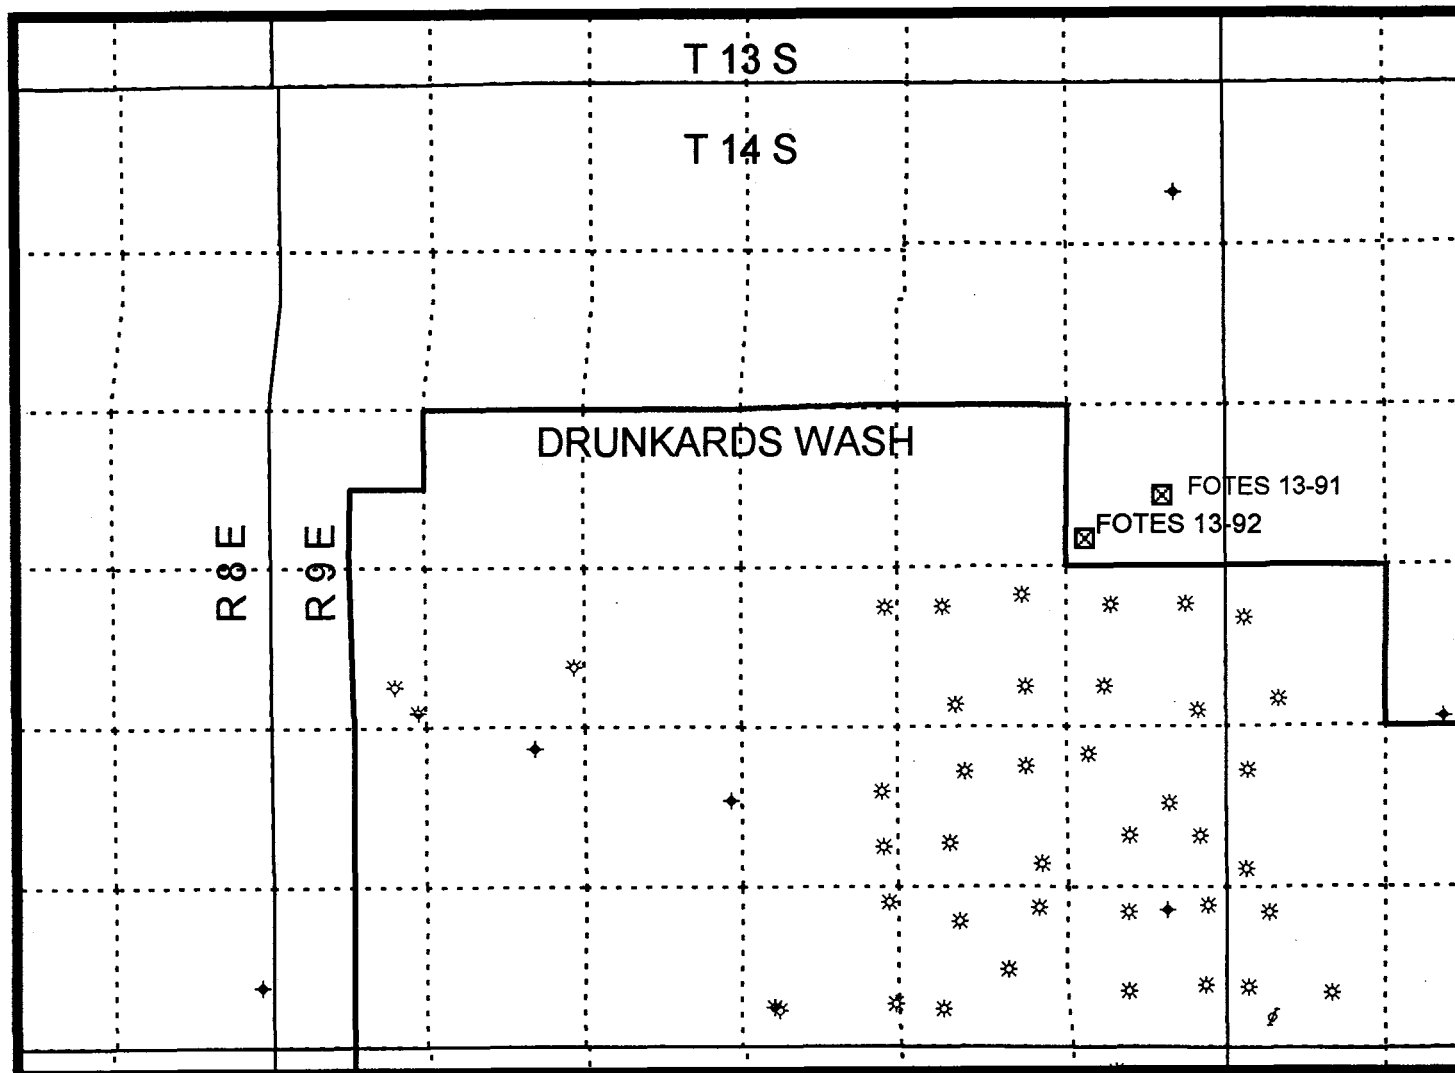 T 13 S
T 14 S
DRUNKARDS WASH
FOTES 13-91
FOTES 13-92
R 8 E
R 9 E